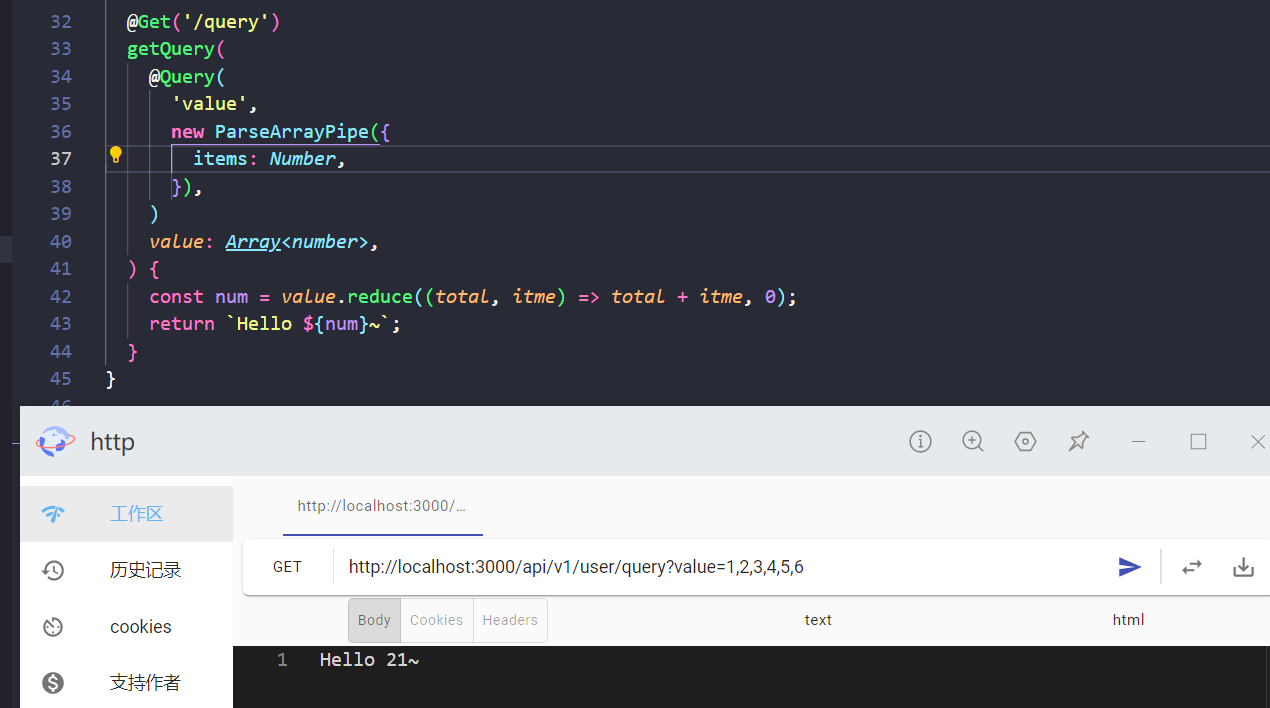 32 @Get('/query')
33 getQuery(
34 @Query(
35 'value',
36 new ParseArrayPipe({
37 items: Number,
38 }),
39 )
40 value: Array<number>,
41 ) {
42 const num = value.reduce((total, itme) => total + itme, 0);
43 return `Hello ${num}~`;
44 }
45 }
46
http
工作区
http://localhost:3000/…
历史记录
GET http://localhost:3000/api/v1/user/query?value=1,2,3,4,5,6
cookies
Body Cookies Headers text html
支持作者
1 Hello 21~